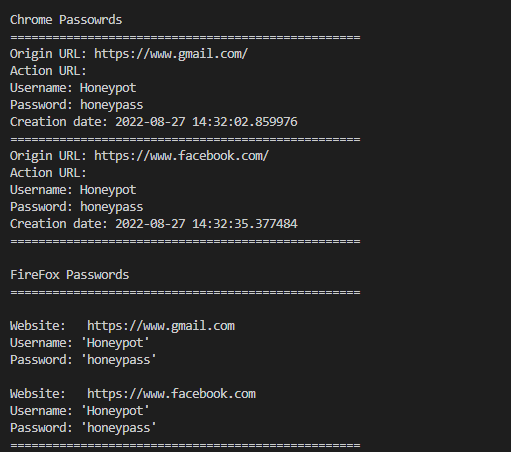 Chrome Passowrds
==================================================
Origin URL: https://www.gmail.com/
Action URL:
Username: Honeypot
Password: honeypass
Creation date: 2022-08-27 14:32:02.859976
==================================================
Origin URL: https://www.facebook.com/
Action URL:
Username: Honeypot
Password: honeypass
Creation date: 2022-08-27 14:32:35.377484
==================================================
FireFox Passwords
==================================================
Website:   https://www.gmail.com
Username: 'Honeypot'
Password: 'honeypass'
Website:   https://www.facebook.com
Username: 'Honeypot'
Password: 'honeypass'
==================================================